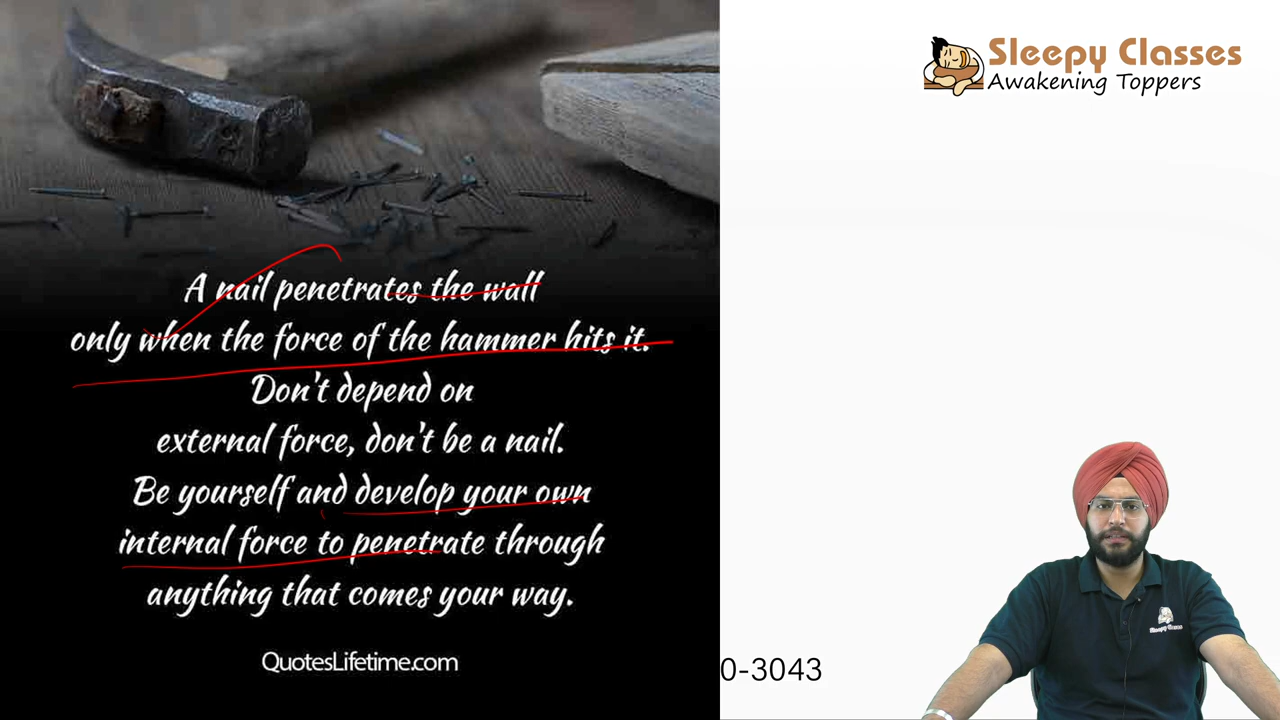 Sleepy Classes
Awakening Toppers
A nail penetrates the wall
only when the force of the hammer hits it.
Don't depend on
external force, don't be a nail.
Be yourself and develop your own
internal force to penetrate through
anything that comes your way.
QuotesLifetime.com
0-3043
Sleepy Classes